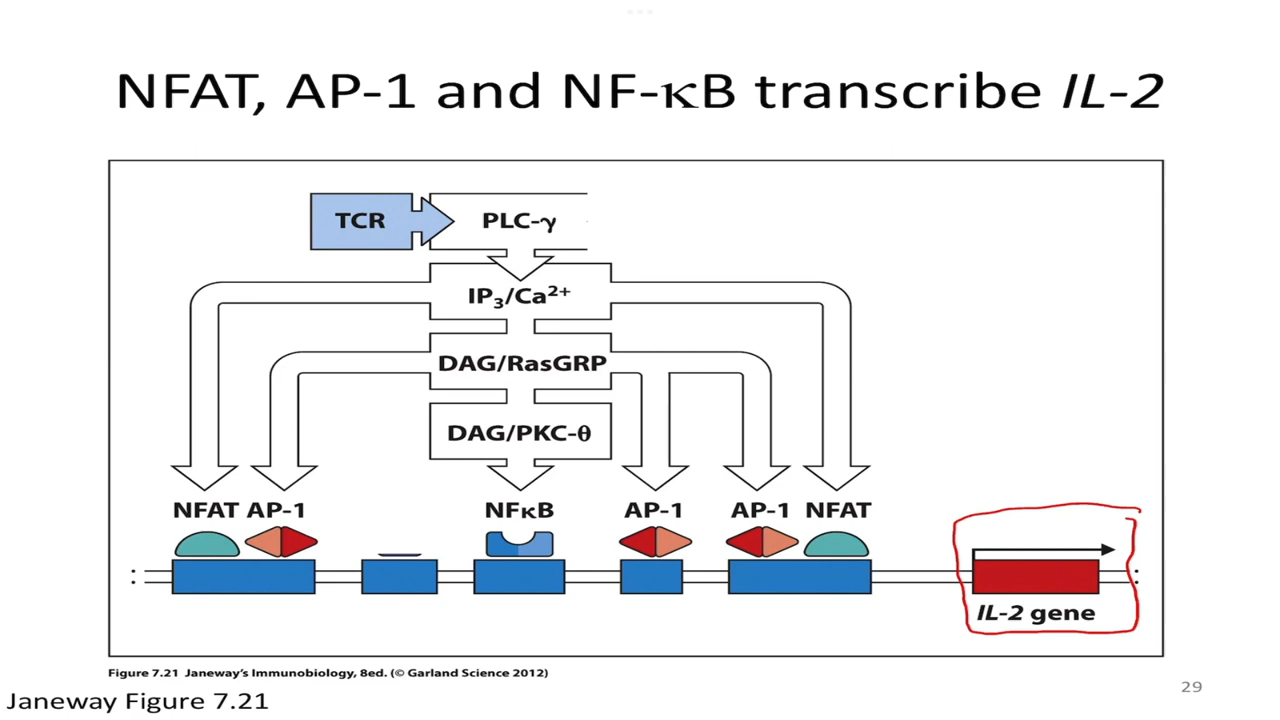 NFAT, AP-1 and NF-κB transcribe IL-2
TCR
PLC-γ
IP₃/Ca²⁺
DAG/RasGRP
DAG/PKC-θ
NFAT AP-1 NFκB AP-1 AP-1 NFAT
IL-2 gene
Figure 7.21 Janeway's Immunobiology, 8ed. (© Garland Science 2012)
Janeway Figure 7.21
29